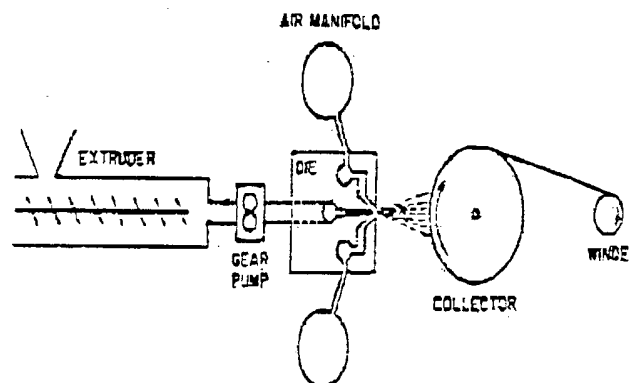 AIR MANIFOLD
EXTRUDER
DIE
GEAR
PUMP
COLLECTOR
WINDE